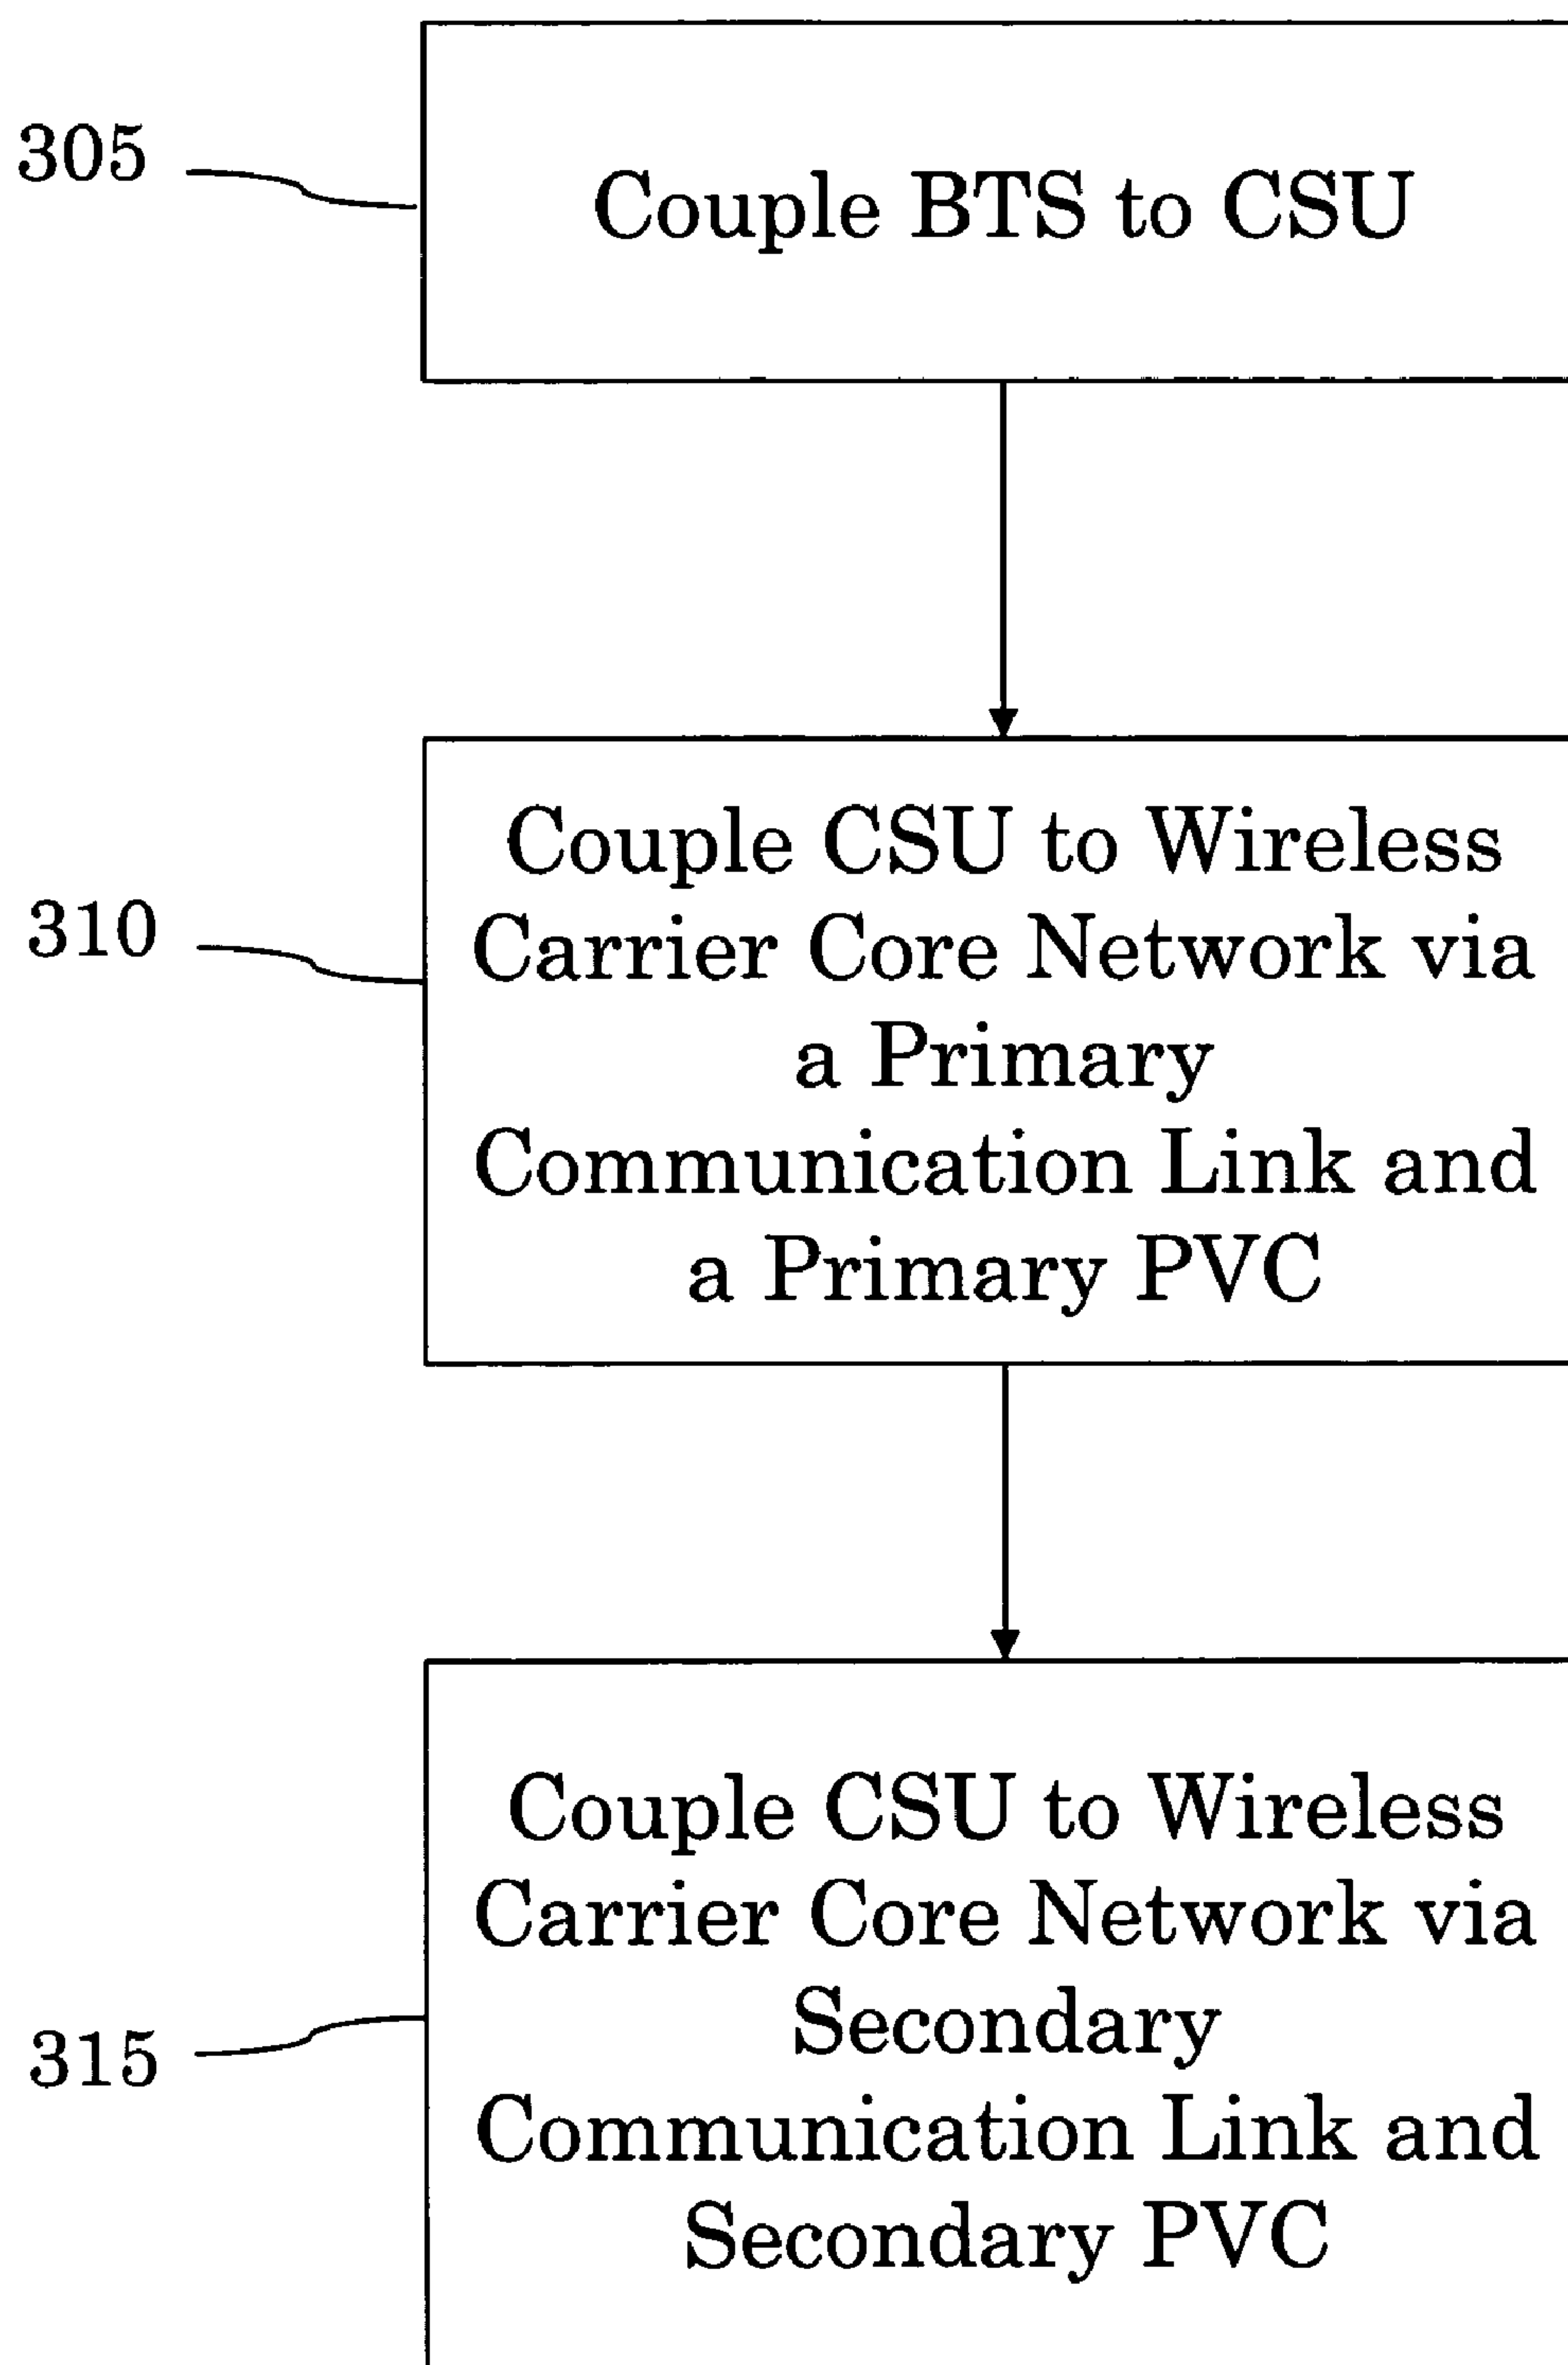 305
Couple BTS to CSU
310
Couple CSU to Wireless
Carrier Core Network via
a Primary
Communication Link and
a Primary PVC
315
Couple CSU to Wireless
Carrier Core Network via
Secondary
Communication Link and
Secondary PVC